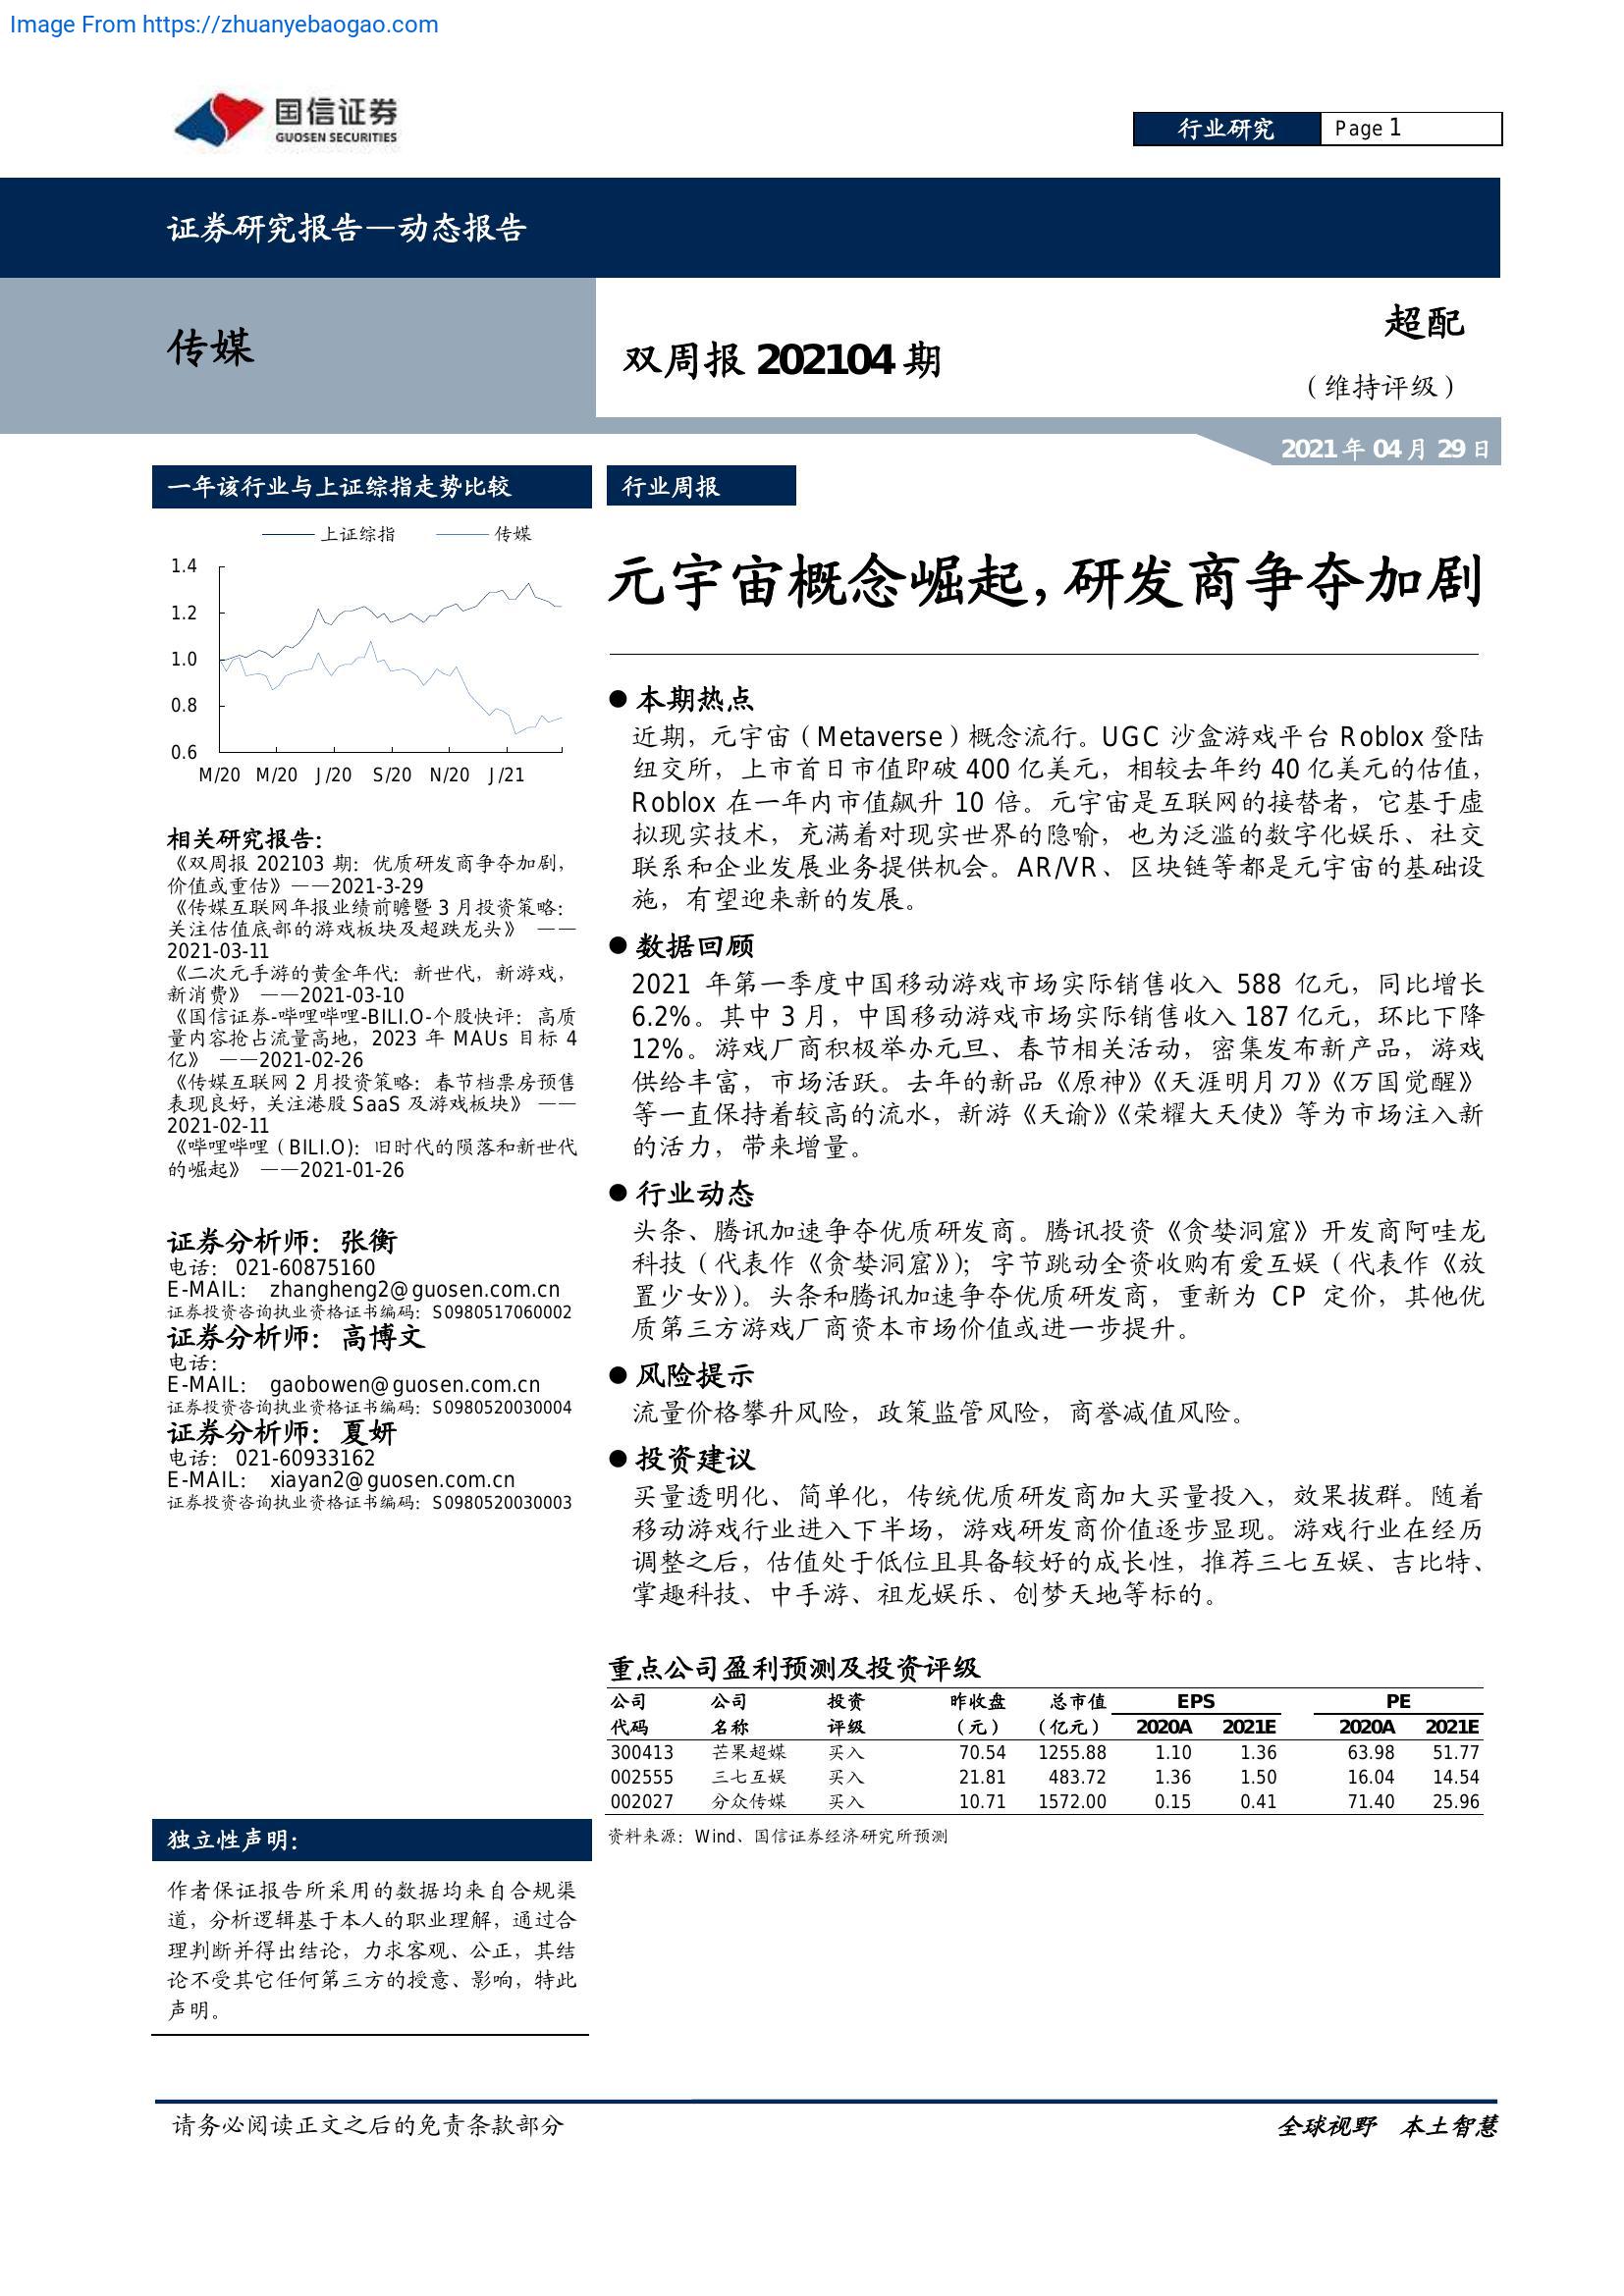 Image From https://zhuanyebaogao.com
国信证券
GUOSEN SECURITIES
行业研究
Page 1
证券研究报告—动态报告
传媒
双周报 202104 期
超配
（维持评级）
2021 年 04 月 29 日
一年该行业与上证综指走势比较
上证综指 传媒
1.4
1.2
1.0
0.8
0.6
M/20 M/20 J/20 S/20 N/20 J/21
相关研究报告：
《双周报 202103 期：优质研发商争夺加剧，
价值或重估》——2021-3-29
《传媒互联网年报业绩前瞻暨 3 月投资策略：
关注估值底部的游戏板块及超跌龙头》 ——
2021-03-11
《二次元手游的黄金年代：新世代，新游戏，
新消费》 ——2021-03-10
《国信证券-哔哩哔哩-BILI.O-个股快评：高质
量内容抢占流量高地，2023 年 MAUs 目标 4
亿》 ——2021-02-26
《传媒互联网 2 月投资策略：春节档票房预售
表现良好，关注港股 SaaS 及游戏板块》 ——
2021-02-11
《哔哩哔哩（BILI.O)：旧时代的陨落和新世代
的崛起》 ——2021-01-26
证券分析师：张衡
电话： 021-60875160
E-MAIL： zhangheng2@guosen.com.cn
证券投资咨询执业资格证书编码：S0980517060002
证券分析师：高博文
电话：
E-MAIL： gaobowen@guosen.com.cn
证券投资咨询执业资格证书编码：S0980520030004
证券分析师：夏妍
电话： 021-60933162
E-MAIL： xiayan2@guosen.com.cn
证券投资咨询执业资格证书编码：S0980520030003
独立性声明：
作者保证报告所采用的数据均来自合规渠
道，分析逻辑基于本人的职业理解，通过合
理判断并得出结论，力求客观、公正，其结
论不受其它任何第三方的授意、影响，特此
声明。
行业周报
元宇宙概念崛起，研发商争夺加剧
● 本期热点
近期，元宇宙（Metaverse）概念流行。UGC 沙盒游戏平台 Roblox 登陆
纽交所，上市首日市值即破 400 亿美元，相较去年约 40 亿美元的估值，
Roblox 在一年内市值飙升 10 倍。元宇宙是互联网的接替者，它基于虚
拟现实技术，充满着对现实世界的隐喻，也为泛滥的数字化娱乐、社交
联系和企业发展业务提供机会。AR/VR、区块链等都是元宇宙的基础设
施，有望迎来新的发展。
● 数据回顾
2021 年第一季度中国移动游戏市场实际销售收入 588 亿元，同比增长
6.2%。其中 3 月，中国移动游戏市场实际销售收入 187 亿元，环比下降
12%。游戏厂商积极举办元旦、春节相关活动，密集发布新产品，游戏
供给丰富，市场活跃。去年的新品《原神》《天涯明月刀》《万国觉醒》
等一直保持着较高的流水，新游《天谕》《荣耀大天使》等为市场注入新
的活力，带来增量。
● 行业动态
头条、腾讯加速争夺优质研发商。腾讯投资《贪婪洞窟》开发商阿哇龙
科技（代表作《贪婪洞窟》)；字节跳动全资收购有爱互娱（代表作《放
置少女》)。头条和腾讯加速争夺优质研发商，重新为 CP 定价，其他优
质第三方游戏厂商资本市场价值或进一步提升。
● 风险提示
流量价格攀升风险，政策监管风险，商誉减值风险。
● 投资建议
买量透明化、简单化，传统优质研发商加大买量投入，效果拔群。随着
移动游戏行业进入下半场，游戏研发商价值逐步显现。游戏行业在经历
调整之后，估值处于低位且具备较好的成长性，推荐三七互娱、吉比特、
掌趣科技、中手游、祖龙娱乐、创梦天地等标的。
重点公司盈利预测及投资评级
公司 公司 投资 昨收盘 总市值 EPS PE
代码 名称 评级 （元） （亿元） 2020A 2021E 2020A 2021E
300413 芒果超媒 买入 70.54 1255.88 1.10 1.36 63.98 51.77
002555 三七互娱 买入 21.81 483.72 1.36 1.50 16.04 14.54
002027 分众传媒 买入 10.71 1572.00 0.15 0.41 71.40 25.96
资料来源：Wind、国信证券经济研究所预测
请务必阅读正文之后的免责条款部分
全球视野 本土智慧